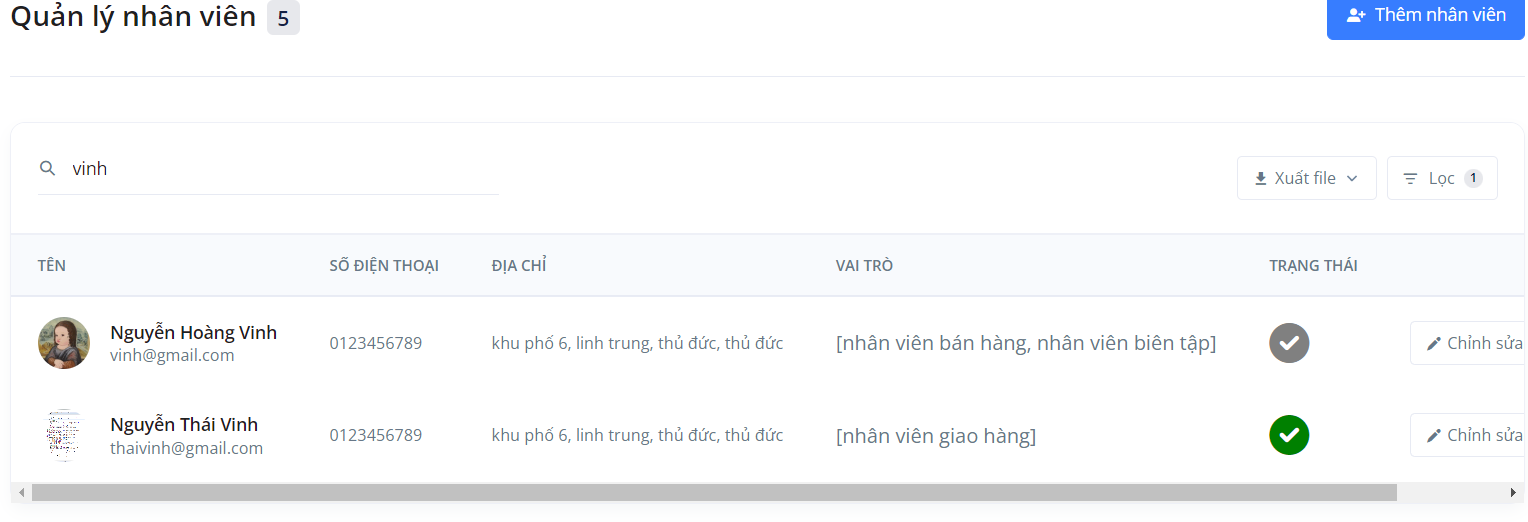 Quản lý nhân viên 5
Thêm nhân viên
vinh
Xuất file
Lọc 1
TÊN SỐ ĐIỆN THOẠI ĐỊA CHỈ VAI TRÒ TRẠNG THÁI
Nguyễn Hoàng Vinh
vinh@gmail.com
0123456789
khu phố 6, linh trung, thủ đức, thủ đức
[nhân viên bán hàng, nhân viên biên tập]
Chỉnh sửa
Nguyễn Thái Vinh
thaivinh@gmail.com
0123456789
khu phố 6, linh trung, thủ đức, thủ đức
[nhân viên giao hàng]
Chỉnh sửa